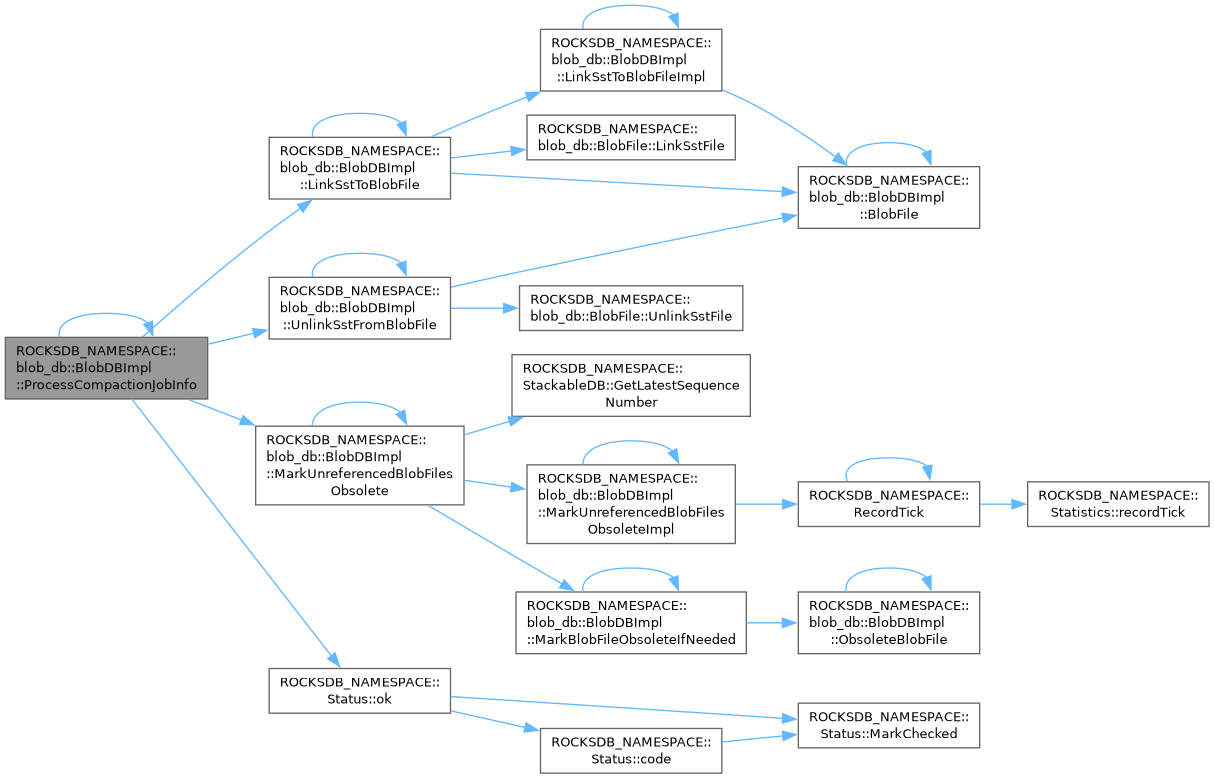 ROCKSDB_NAMESPACE::
blob_db::BlobDBImpl
::ProcessCompactionJobInfo
ROCKSDB_NAMESPACE::
blob_db::BlobDBImpl
::LinkSstToBlobFile
ROCKSDB_NAMESPACE::
blob_db::BlobDBImpl
::LinkSstToBlobFileImpl
ROCKSDB_NAMESPACE::
blob_db::BlobFile::LinkSstFile
ROCKSDB_NAMESPACE::
blob_db::BlobDBImpl
::BlobFile
ROCKSDB_NAMESPACE::
blob_db::BlobDBImpl
::UnlinkSstFromBlobFile
ROCKSDB_NAMESPACE::
blob_db::BlobFile::UnlinkSstFile
ROCKSDB_NAMESPACE::
blob_db::BlobDBImpl
::MarkUnreferencedBlobFiles
Obsolete
ROCKSDB_NAMESPACE::
StackableDB::GetLatestSequence
Number
ROCKSDB_NAMESPACE::
blob_db::BlobDBImpl
::MarkUnreferencedBlobFiles
ObsoleteImpl
ROCKSDB_NAMESPACE::
RecordTick
ROCKSDB_NAMESPACE::
Statistics::recordTick
ROCKSDB_NAMESPACE::
blob_db::BlobDBImpl
::MarkBlobFileObsoleteIfNeeded
ROCKSDB_NAMESPACE::
blob_db::BlobDBImpl
::ObsoleteBlobFile
ROCKSDB_NAMESPACE::
Status::ok
ROCKSDB_NAMESPACE::
Status::code
ROCKSDB_NAMESPACE::
Status::MarkChecked